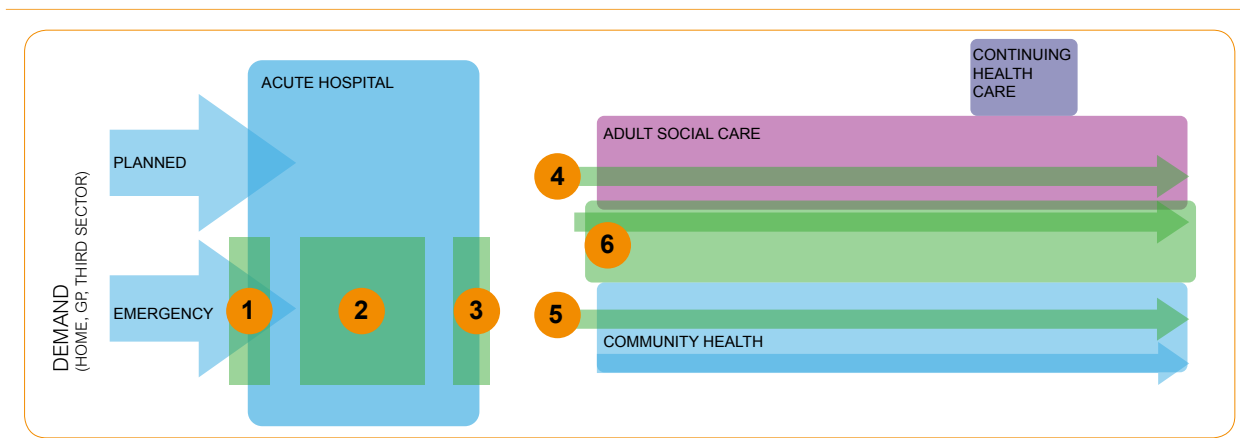 DEMAND
(HOME, GP, THIRD SECTOR)
PLANNED
EMERGENCY
ACUTE HOSPITAL
1
2
3
4
ADULT SOCIAL CARE
CONTINUING
HEALTH
CARE
6
5
COMMUNITY HEALTH